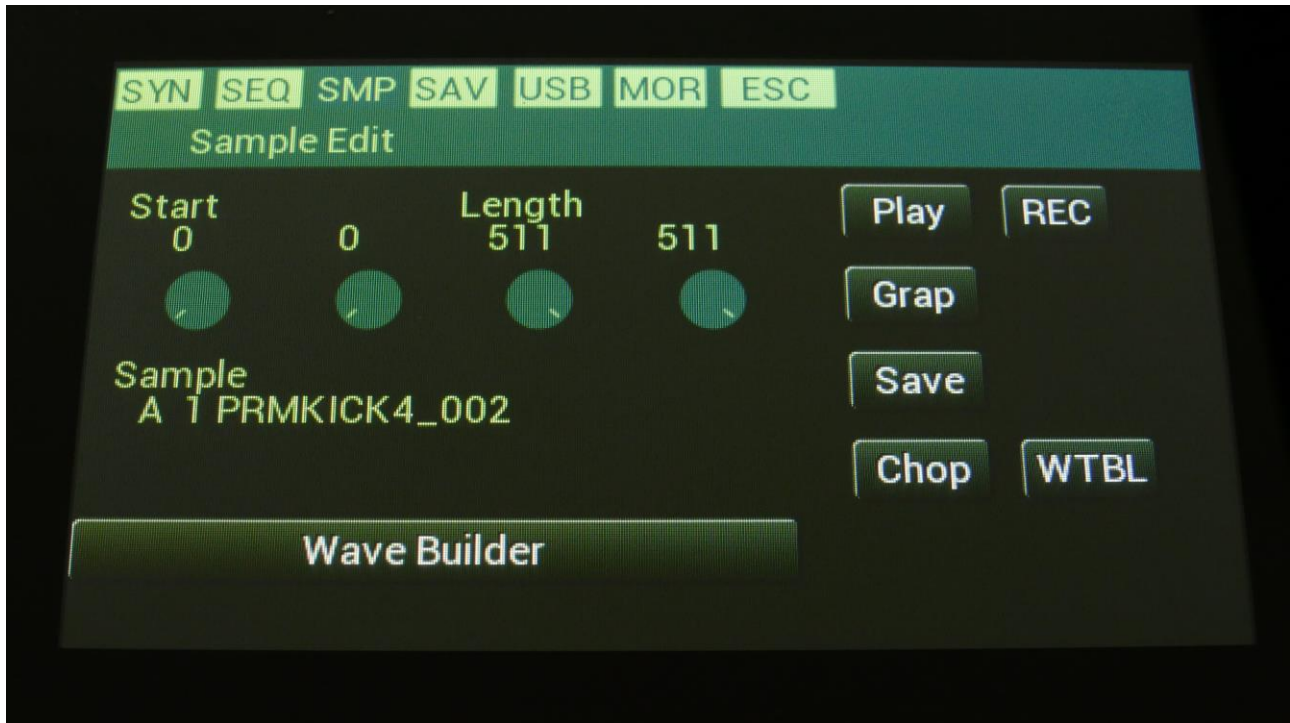 SYN SEQ SMP SAV USB MOR ESC
Sample Edit
Start Length
0 0 511 511
Play REC
Grap
Sample
A 1 PRMKICK4_002
Save
Chop WTBL
Wave Builder